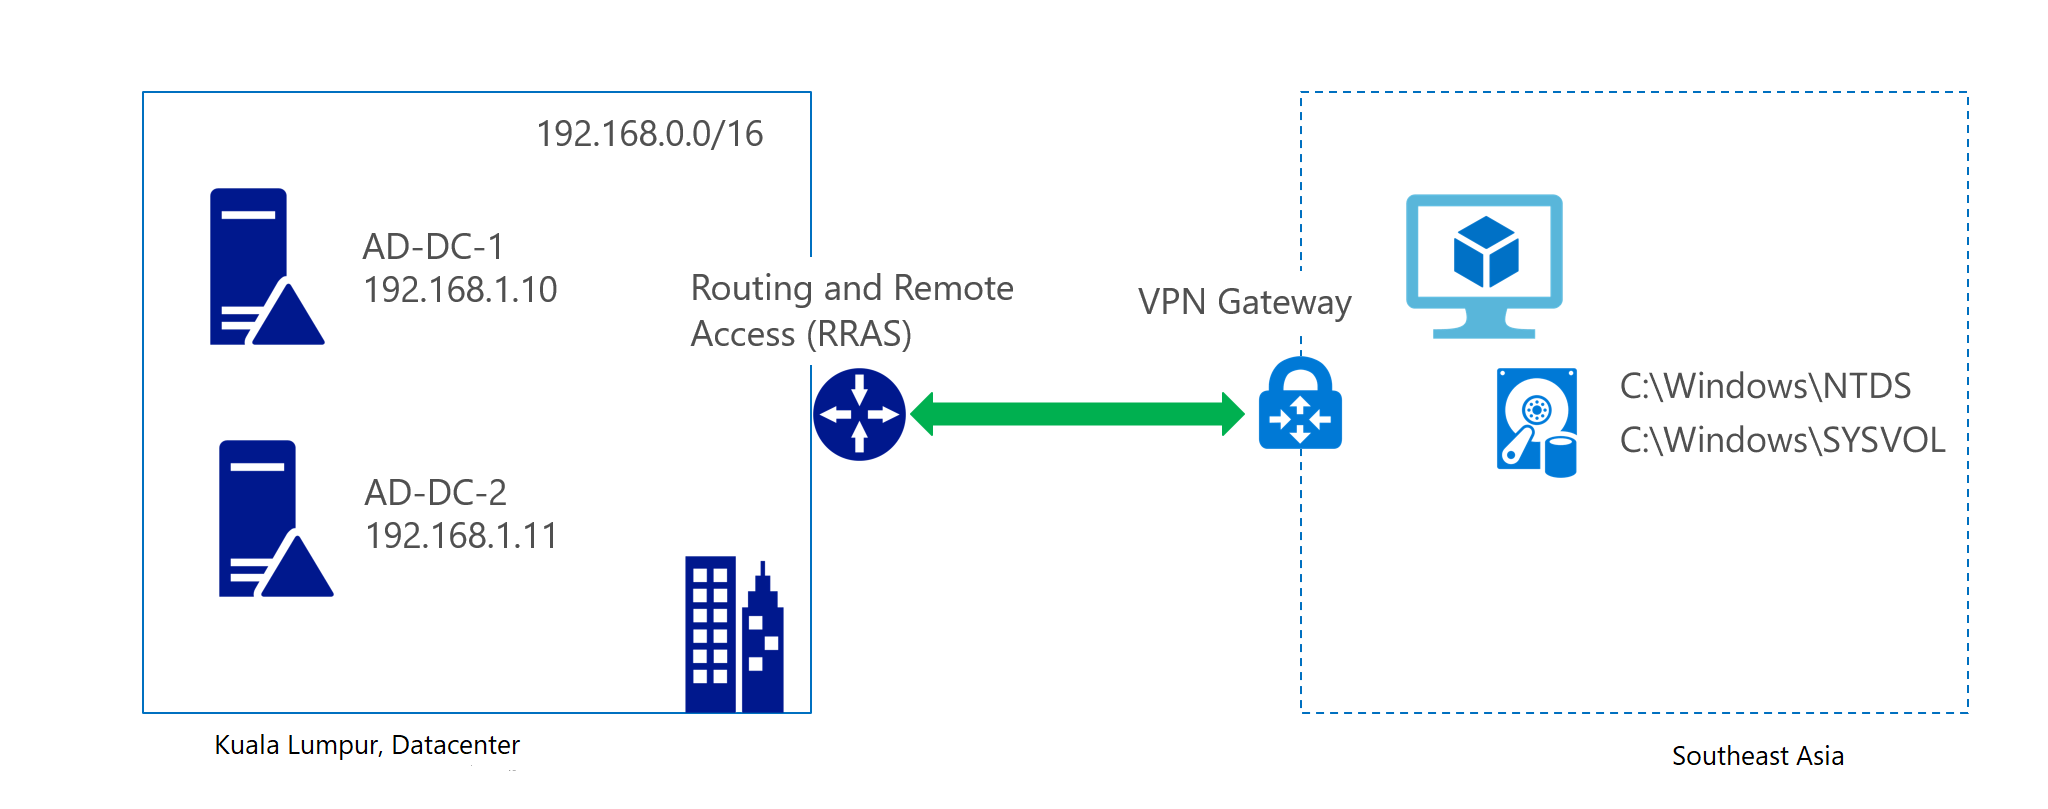 192.168.0.0/16
AD-DC-1
192.168.1.10
Routing and Remote
Access (RRAS)
VPN Gateway
C:\Windows\NTDS
C:\Windows\SYSVOL
AD-DC-2
192.168.1.11
Kuala Lumpur, Datacenter
Southeast Asia